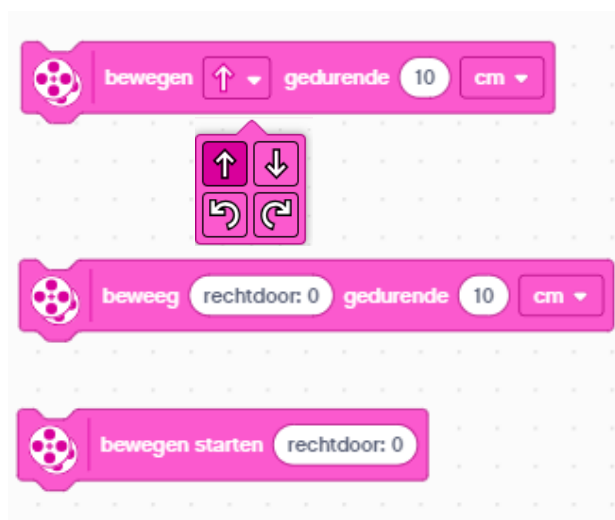 bewegen gedurende 10 cm
beweeg rechtdoor: 0 gedurende 10 cm
bewegen starten rechtdoor: 0